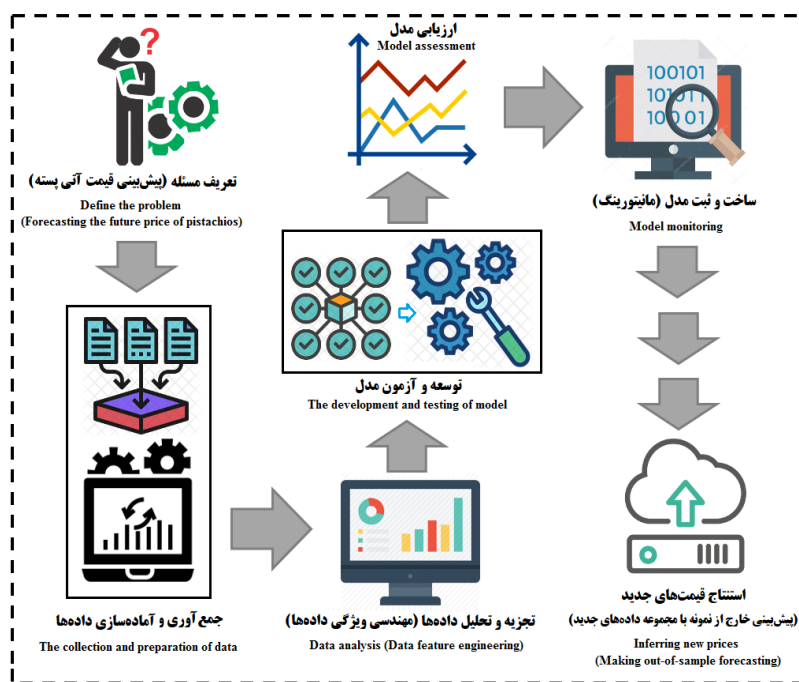 ?
تعریف مسئله (پیش‌بینی قیمت آتی پسته)
Define the problem
(Forecasting the future price of pistachios)
جمع‌آوری و آماده‌سازی داده‌ها
The collection and preparation of data
تجزیه و تحلیل داده‌ها (مهندسی ویژگی داده‌ها)
Data analysis (Data feature engineering)
توسعه و آزمون مدل
The development and testing of model
ارزیابی مدل
Model assessment
100101
101011
100 01
ساخت و ثبت مدل (مانیتورینگ)
Model monitoring
استنتاج قیمت‌های جدید
(پیش‌بینی خارج از نمونه با مجموعه داده‌های جدید)
Inferring new prices
(Making out-of-sample forecasting)